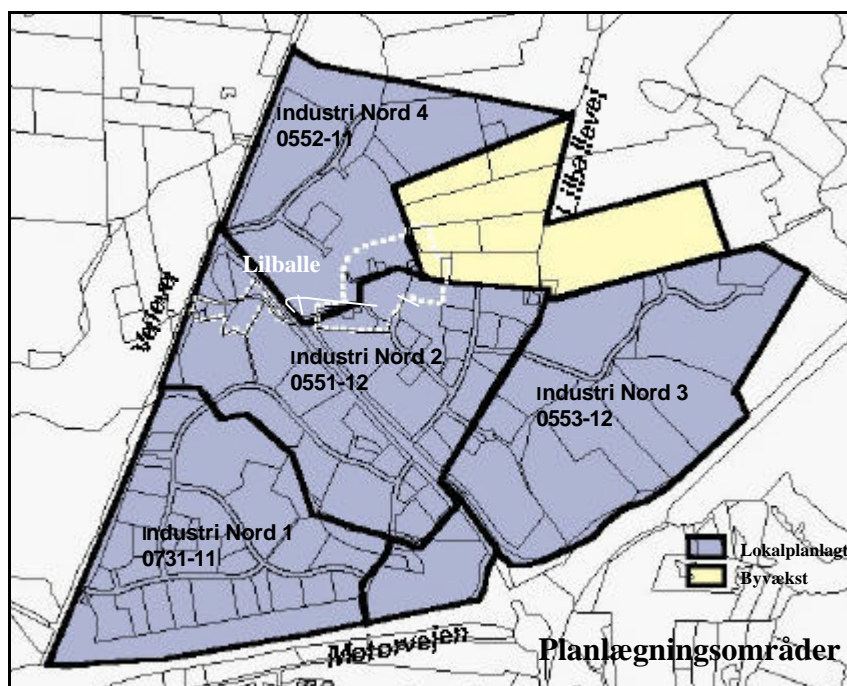 Industri Nord 4
0552-11
Lilballevej
Lilballe
Vejlevej
Industri Nord 2
0551-12
Industri Nord 3
0553-12
Industri Nord 1
0731-11
Lokalplanlagt
Byvækst
Motorvejen
Planlægningsområder